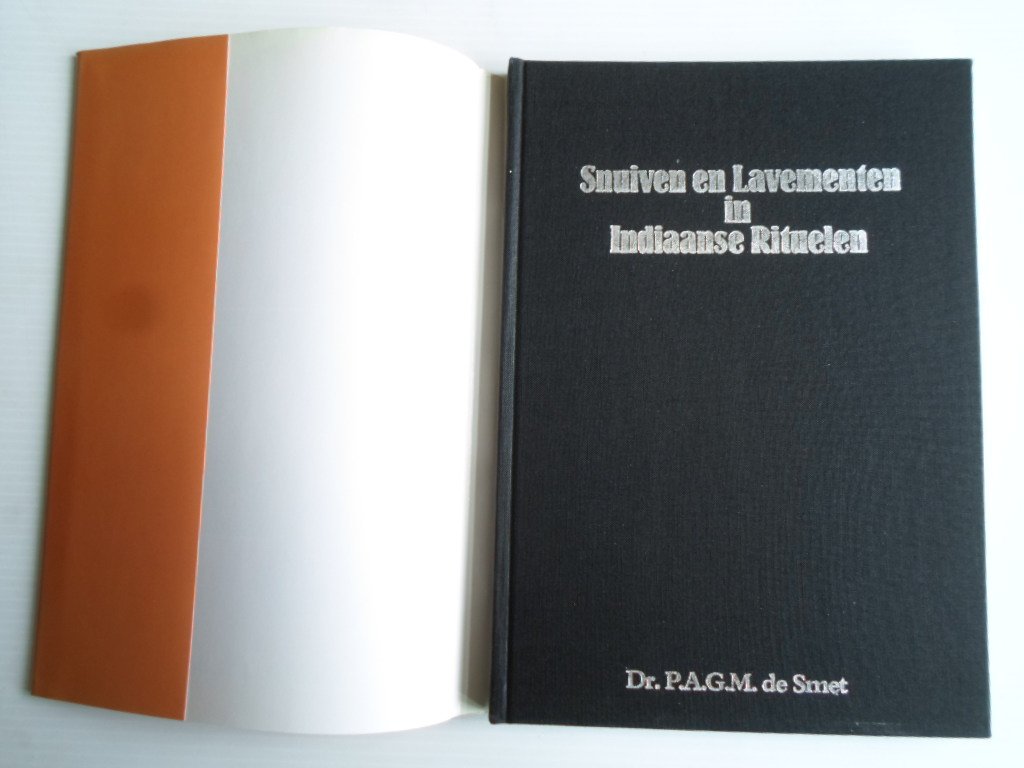 Snuiven en Lavementen
in
Indiaanse Rituelen
Dr. P.A.G.M. de Smet